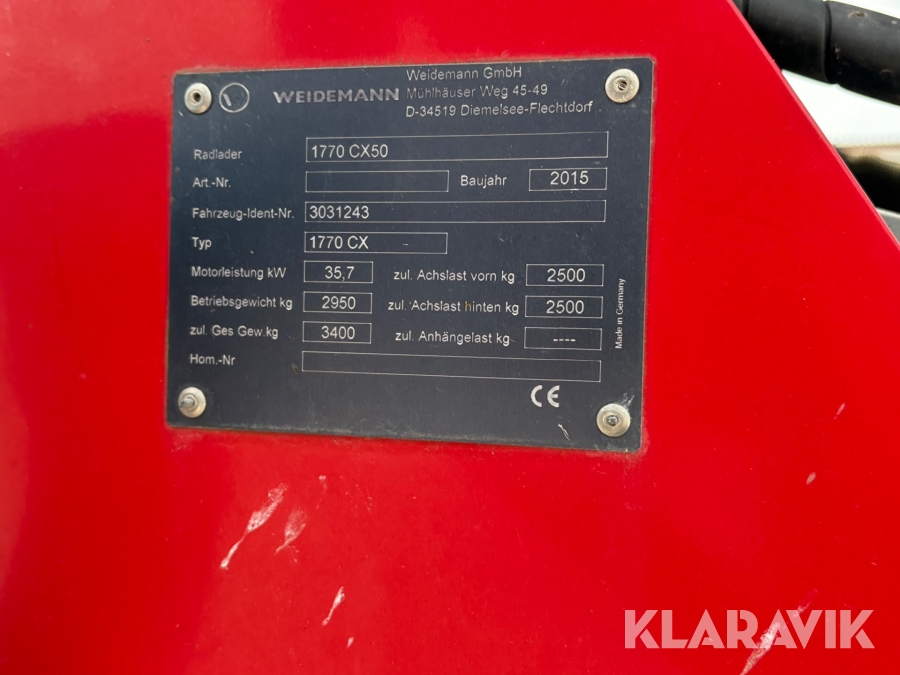 Weidemann GmbH
WEIDEMANN Mühlhäuser Weg 45-49
D-34519 Diemelsee-Flechtdorf
Radlader 1770 CX50
Art.-Nr. Baujahr 2015
Fahrzeug-Ident-Nr. 3031243
Typ 1770 CX
Motorleistung kW 35,7 zul. Achslast vorn kg 2500
Betriebsgewicht kg 2950 zul. Achslast hinten kg 2500
zul. Ges Gew.kg 3400 zul. Anhängelast kg ----
Hom.-Nr
Made in Germany
CE
KLARAVIK